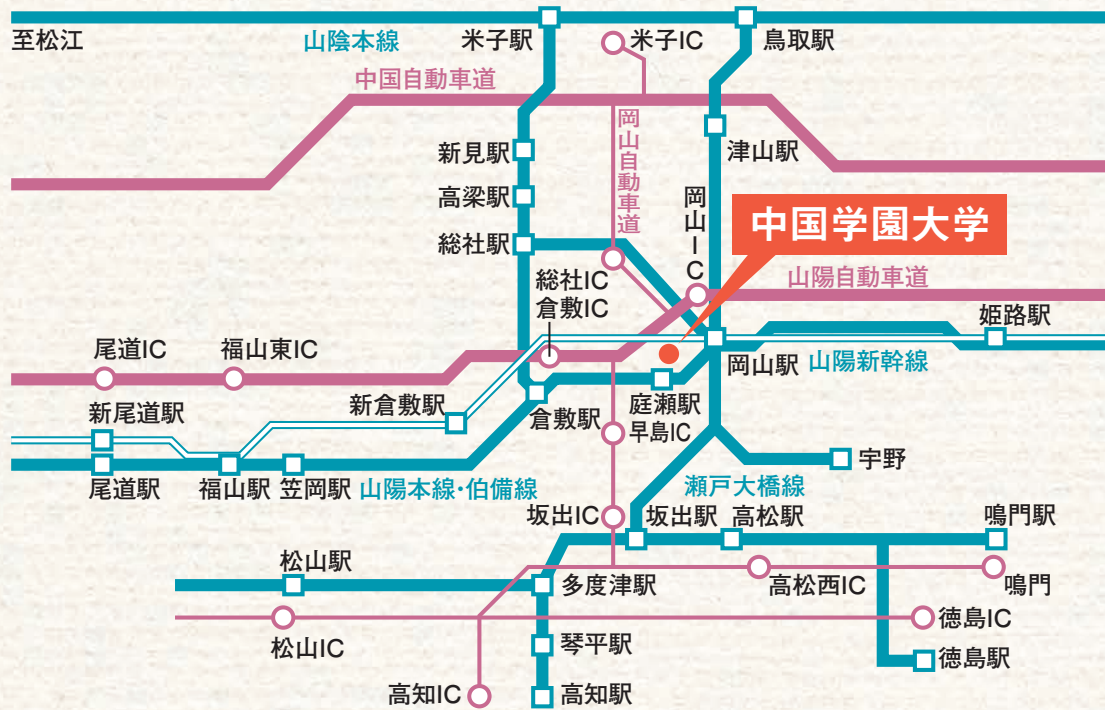 至松江
山陰本線
米子駅
米子IC
鳥取駅
中国自動車道
岡山自動車道
新見駅
津山駅
高梁駅
岡山IC
中国学園大学
総社駅
総社IC
倉敷IC
山陽自動車道
姫路駅
尾道IC
福山東IC
岡山駅
山陽新幹線
新尾道駅
新倉敷駅
倉敷駅
庭瀬駅
早島IC
尾道駅
福山駅
笠岡駅
山陽本線・伯備線
瀬戸大橋線
宇野
坂出IC
坂出駅
高松駅
鳴門駅
松山駅
多度津駅
高松西IC
鳴門
松山IC
琴平駅
徳島IC
徳島駅
高知IC
高知駅